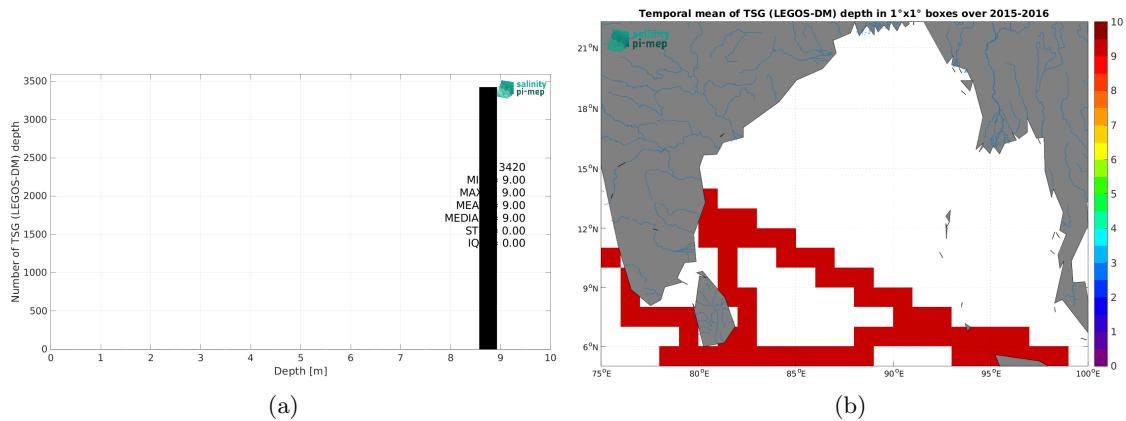 Temporal mean of TSG (LEGOS-DM) depth in 1°x1° boxes over 2015-2016
salinity
pi-mep
Number of TSG (LEGOS-DM) depth
3500
3000
2500
2000
1500
1000
500
0
3420
MI = 9.00
MAX 9.00
MEA = 9.00
MEDIA 9.00
ST = 0.00
IQ = 0.00
0 1 2 3 4 5 6 7 8 9 10
Depth [m]
(a)
salinity
pi-mep
21°N
18°N
15°N
12°N
9°N
6°N
75°E 80°E 85°E 90°E 95°E 100°E
10
9
8
7
6
5
4
3
2
1
0
(b)